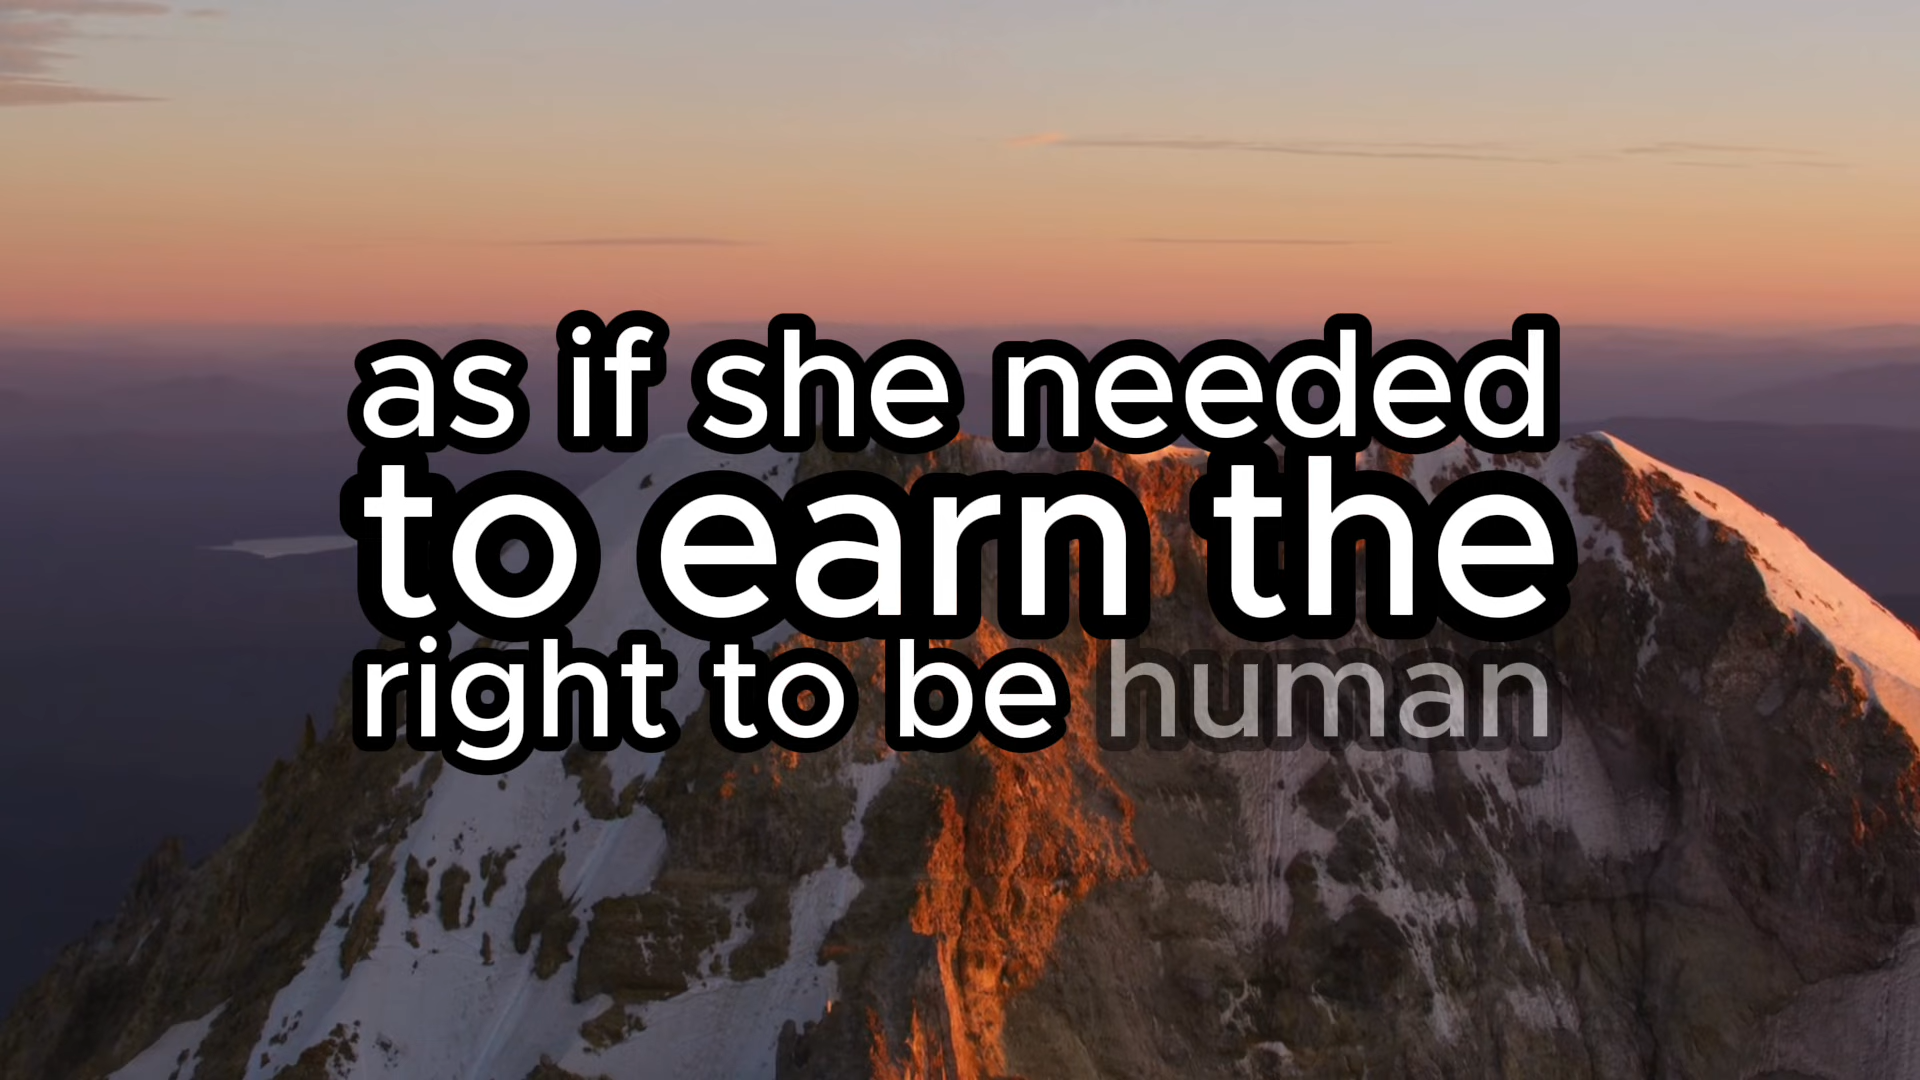 as if she needed
to earn the
right to be human